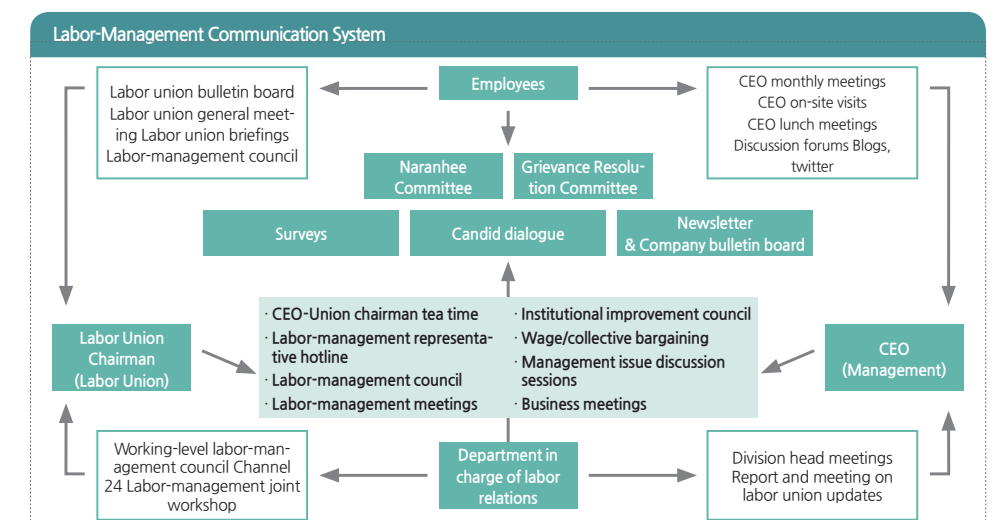 Labor-Management Communication System
Labor union bulletin board
Labor union general meet-
ing Labor union briefings
Labor-management council
Employees
CEO monthly meetings
CEO on-site visits
CEO lunch meetings
Discussion forums Blogs,
twitter
Naranhee
Committee
Grievance Resolu-
tion Committee
Surveys
Candid dialogue
Newsletter
& Company bulletin board
Labor Union
Chairman
(Labor Union)
· CEO-Union chairman tea time
· Labor-management representa-
tive hotline
· Labor-management council
· Labor-management meetings
· Institutional improvement council
· Wage/collective bargaining
· Management issue discussion
sessions
· Business meetings
CEO
(Management)
Working-level labor-man-
agement council Channel
24 Labor-management joint
workshop
Department in
charge of labor
relations
Division head meetings
Report and meeting on
labor union updates